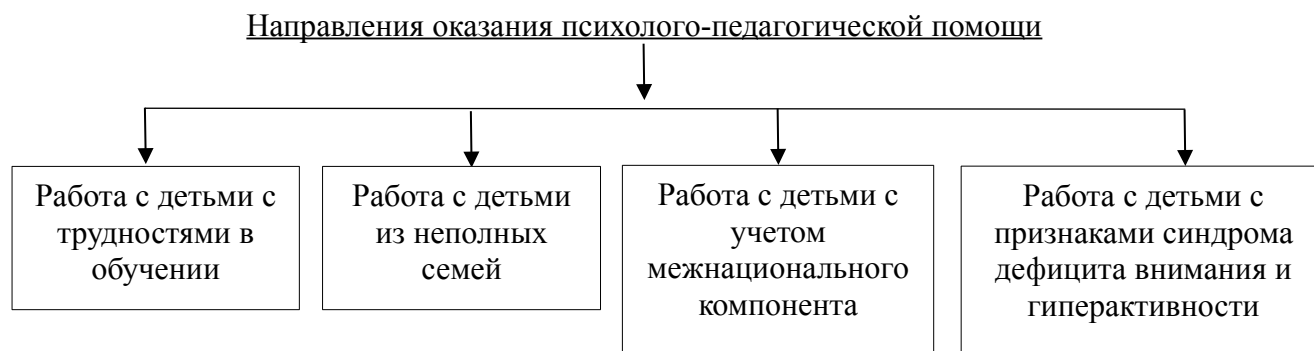 Направления оказания психолого-педагогической помощи
Работа с детьми с
трудностями в
обучении
Работа с детьми
из неполных
семей
Работа с детьми с
учетом
межнационального
компонента
Работа с детьми с
признаками синдрома
дефицита внимания и
гиперактивности